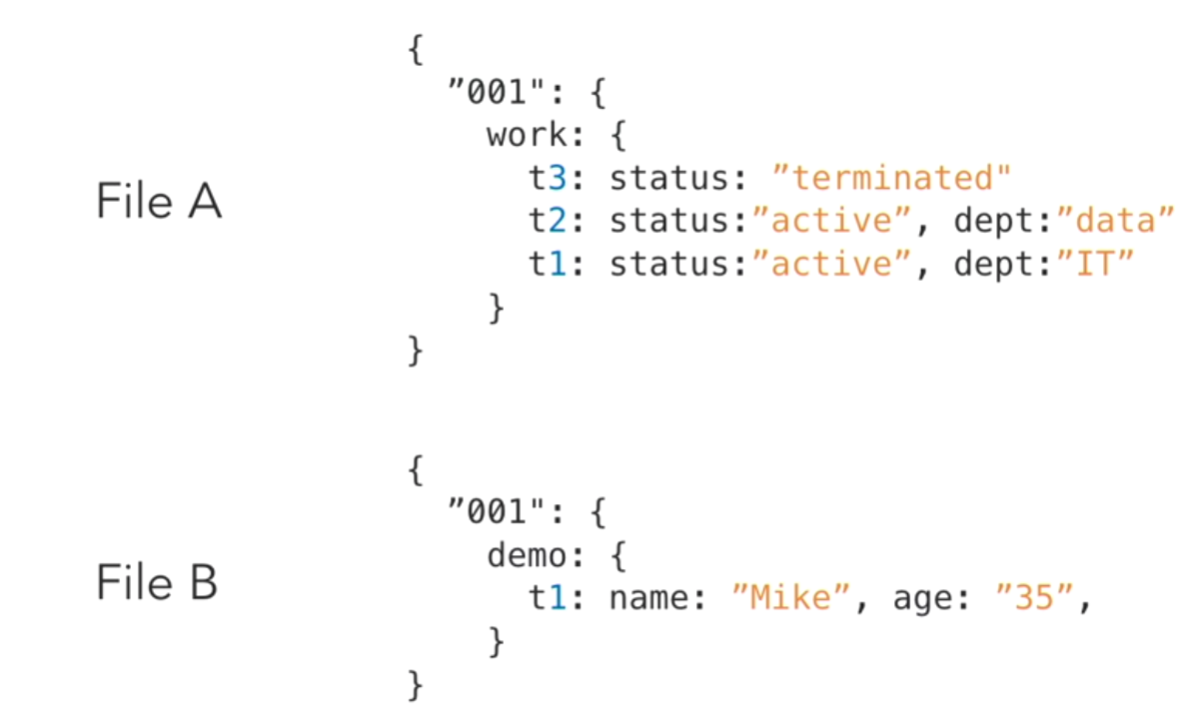 {
”001": {
work: {
File A
t3: status: ”terminated"
t2: status:”active”, dept:”data”
t1: status:”active”, dept:”IT”
}
}
{
”001": {
demo: {
File B
t1: name: ”Mike”, age: ”35”,
}
}